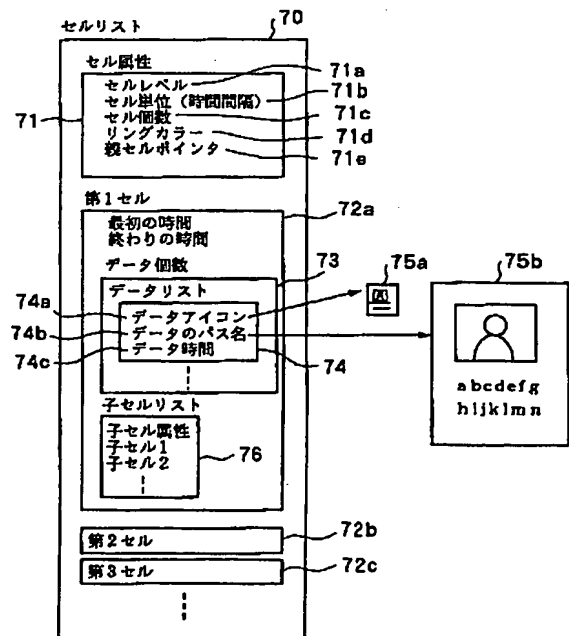 セルリスト
70
セル属性
71
セルレベル
71a
セル単位（時間間隔）
71b
セル個数
71c
リングカラー
71d
親セルポインタ
71e
第1セル
72a
最初の時間
終わりの時間
データ個数
73
データリスト
74a
データアイコン
74b
データのパス名
74c
データ時間
74
75a
75b
abcdefg
hijklmn
子セルリスト
子セル属性
子セル1
子セル2
76
第2セル
72b
第3セル
72c